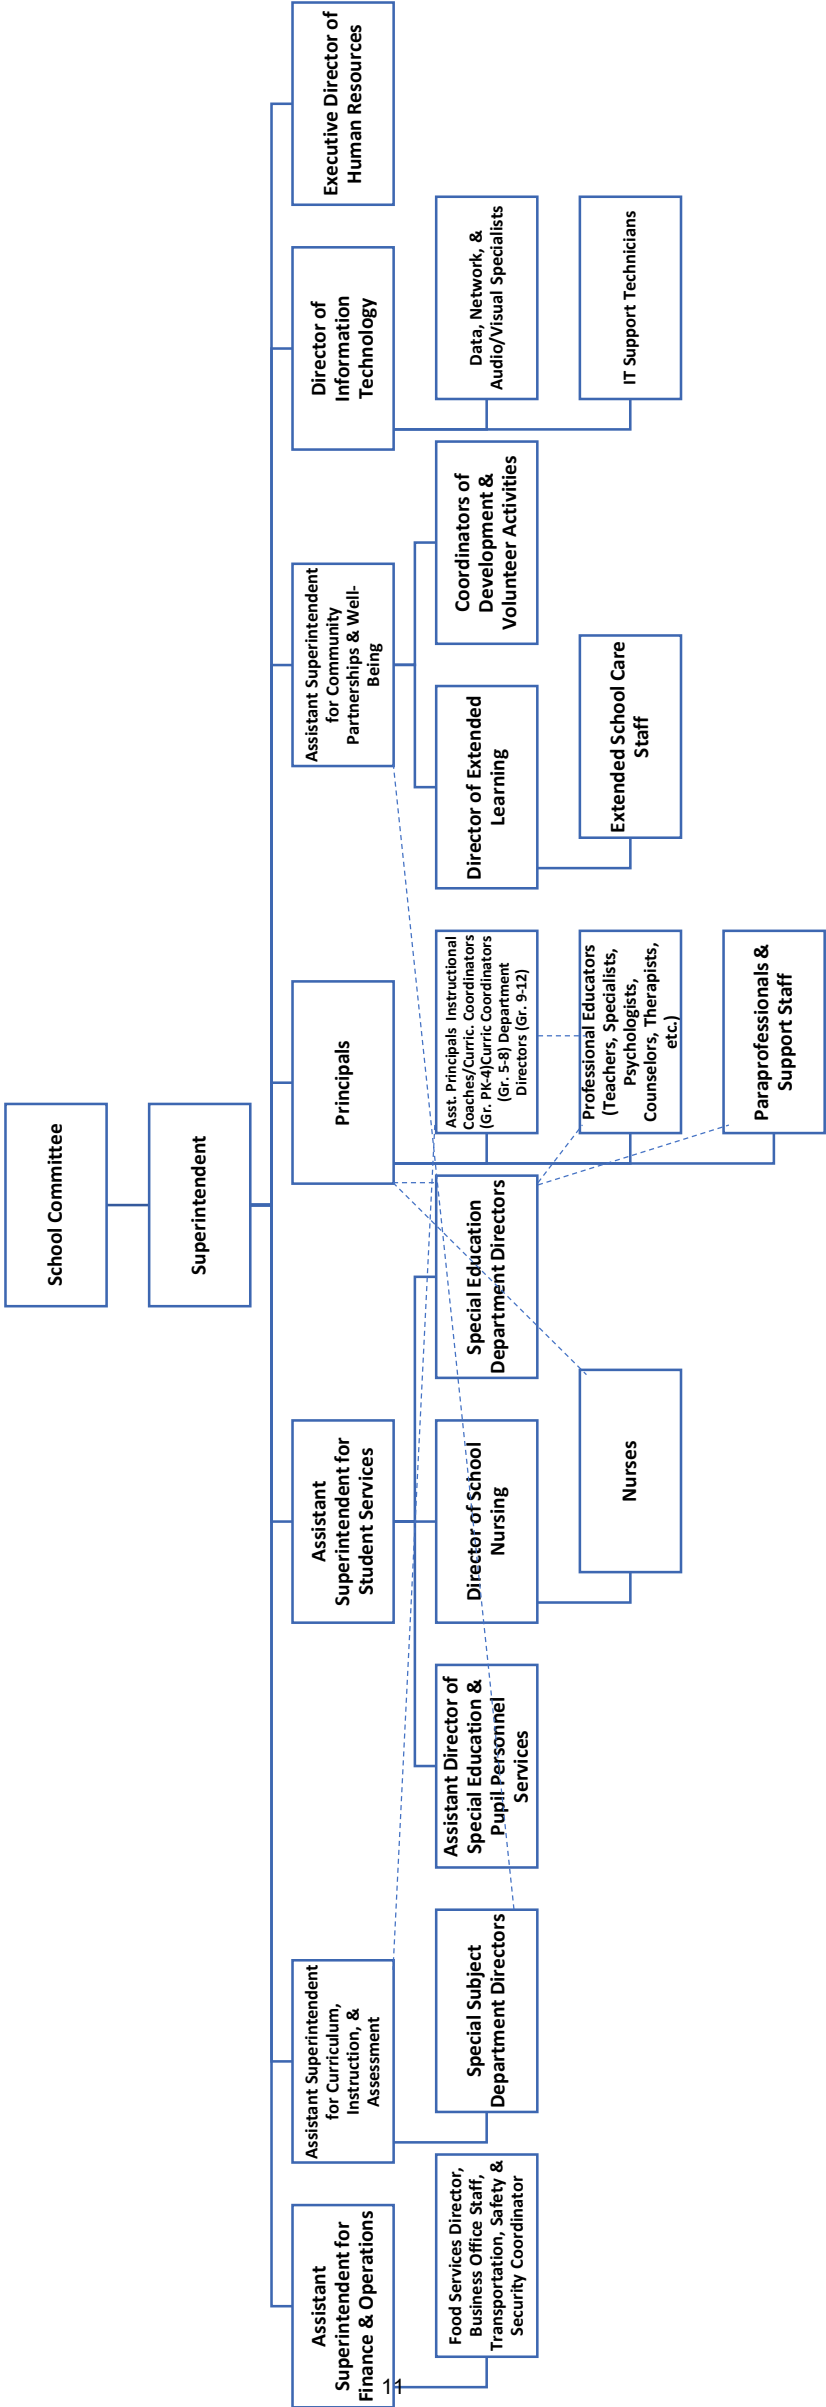 School Committee
Superintendent
Assistant
Superintendent for
Finance & Operations
Assistant Superintendent
for Curriculum,
Instruction, &
Assessment
Assistant
Superintendent for
Student Services
Principals
Assistant Superintendent
for Community
Partnerships & Well-
Being
Director of
Information
Technology
Executive Director of
Human Resources
Food Services Director,
Business Office Staff,
Transportation, Safety &
Security Coordinator
Special Subject
Department Directors
Assistant Director of
Special Education &
Pupil Personnel
Services
Director of School
Nursing
Special Education
Department Directors
Asst. Principals Instructional
Coaches/Curric. Coordinators
(Gr. PK-4)Curric Coordinators
(Gr. 5-8) Department
Directors (Gr. 9-12)
Director of Extended
Learning
Coordinators of
Development &
Volunteer Activities
Data, Network, &
Audio/Visual Specialists
Nurses
Professional Educators
(Teachers, Specialists,
Psychologists,
Counselors, Therapists,
etc.)
Extended School Care
Staff
IT Support Technicians
Paraprofessionals &
Support Staff
11